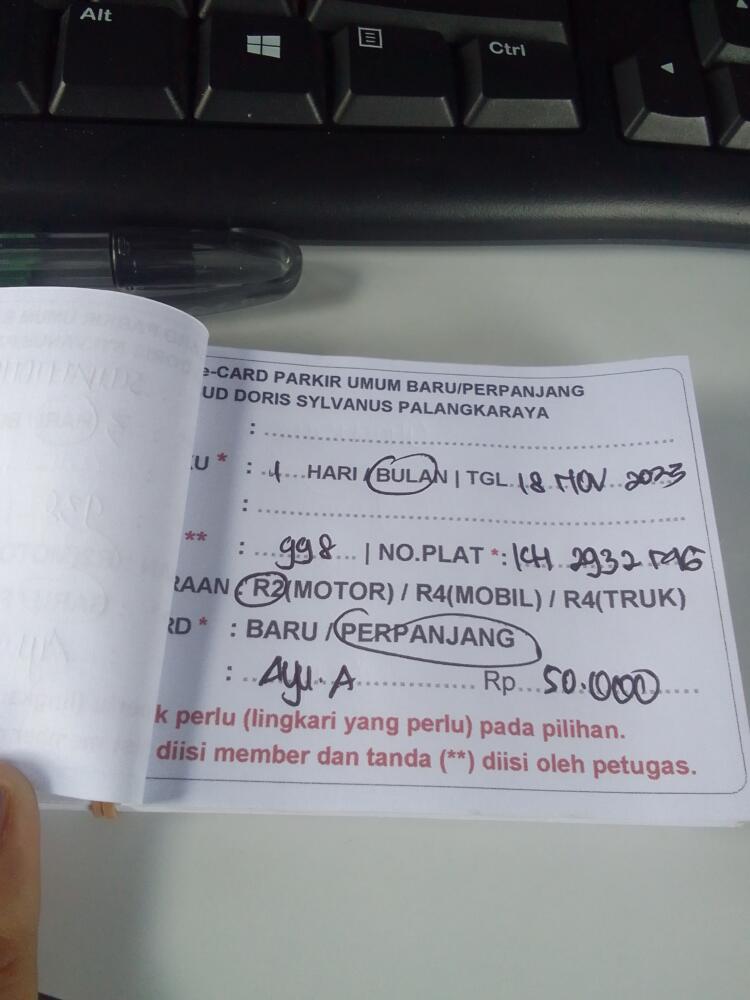 Alt
Ctrl
e-CARD PARKIR UMUM BARU/PERPANJANG
UD DORIS SYLVANUS PALANGKARAYA
:
KU * : 1 HARI / BULAN | TGL 18 NOV 2023
:
** : 998 | NO.PLAT *: KH 2932
RAAN : R2(MOTOR) / R4(MOBIL) / R4(TRUK)
RD * : BARU / PERPANJANG
: Ayu. A Rp 50.000
k perlu (lingkari yang perlu) pada pilihan.
diisi member dan tanda (**) diisi oleh petugas.